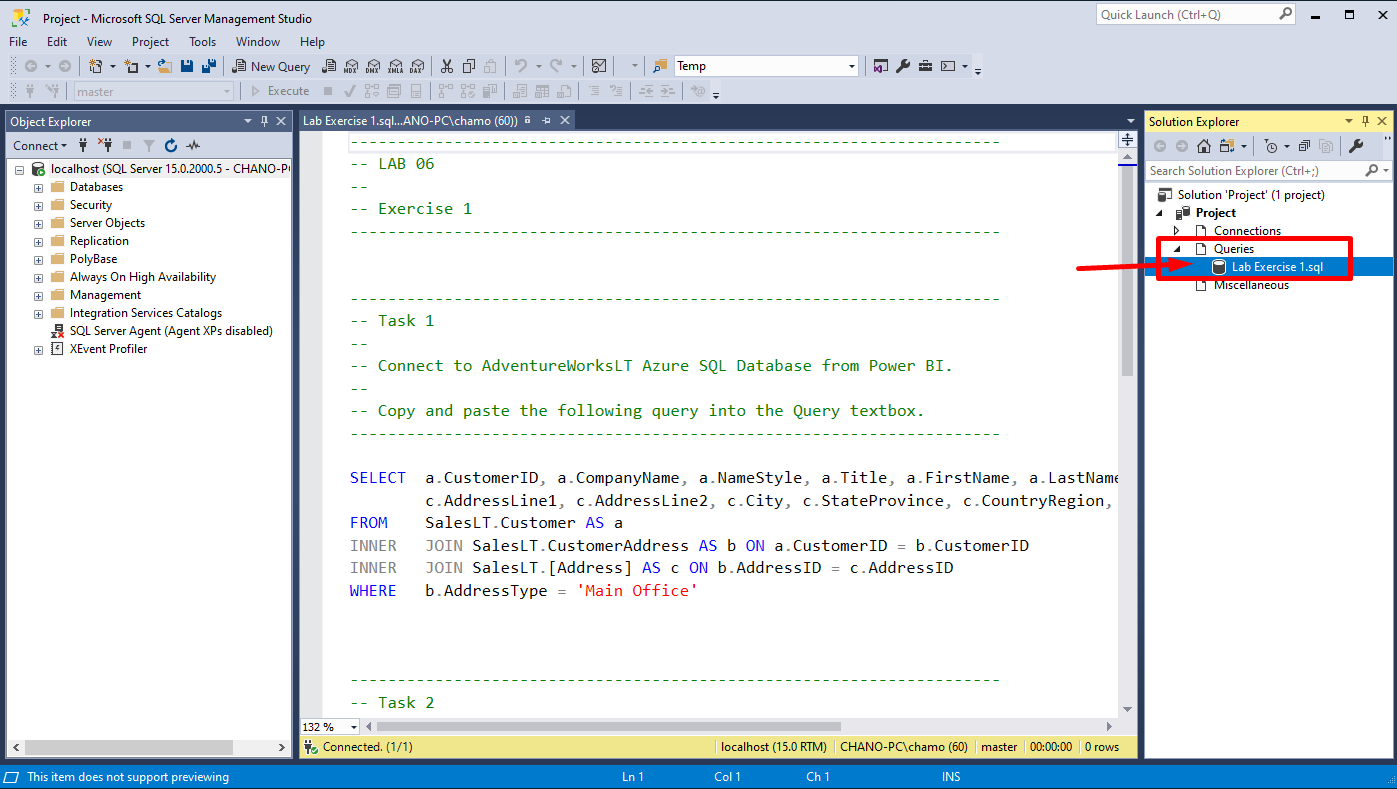 Project - Microsoft SQL Server Management Studio
Quick Launch (Ctrl+Q)
File Edit View Project Tools Window Help
New Query MDX DMX XMLA DAX Temp
master Execute
Object Explorer
Connect
localhost (SQL Server 15.0.2000.5 - CHANO-P
Databases
Security
Server Objects
Replication
PolyBase
Always On High Availability
Management
Integration Services Catalogs
SQL Server Agent (Agent XPs disabled)
XEvent Profiler
Lab Exercise 1.sql...ANO-PC\chamo (60))
---------------------------------------------------------------------
-- LAB 06
--
-- Exercise 1
---------------------------------------------------------------------
---------------------------------------------------------------------
-- Task 1
--
-- Connect to AdventureWorksLT Azure SQL Database from Power BI.
--
-- Copy and paste the following query into the Query textbox.
---------------------------------------------------------------------
SELECT a.CustomerID, a.CompanyName, a.NameStyle, a.Title, a.FirstName, a.LastName
c.AddressLine1, c.AddressLine2, c.City, c.StateProvince, c.CountryRegion,
FROM SalesLT.Customer AS a
INNER JOIN SalesLT.CustomerAddress AS b ON a.CustomerID = b.CustomerID
INNER JOIN SalesLT.[Address] AS c ON b.AddressID = c.AddressID
WHERE b.AddressType = 'Main Office'
---------------------------------------------------------------------
-- Task 2
132 %
Connected. (1/1)
localhost (15.0 RTM) CHANO-PC\chamo (60) master 00:00:00 0 rows
Solution Explorer
Search Solution Explorer (Ctrl+;)
Solution 'Project' (1 project)
Project
Connections
Queries
Lab Exercise 1.sql
Miscellaneous
This item does not support previewing
Ln 1 Col 1 Ch 1 INS